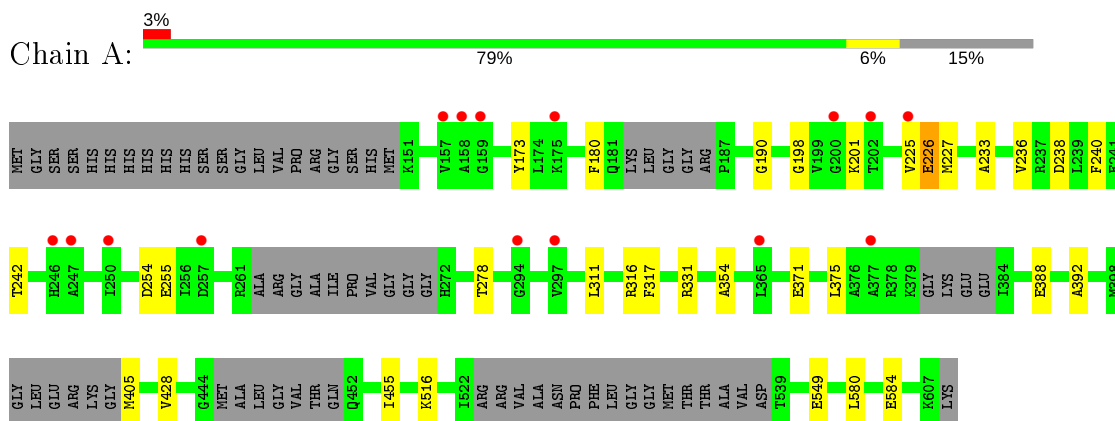 3%
Chain A:
79% 6% 15%
MET GLY SER SER HIS HIS HIS HIS HIS HIS SER SER GLY LEU VAL PRO ARG GLY SER HIS MET K151 V157 A158 G159 Y173 L174 K175 F180 Q181 LYS LEU GLY GLY ARG P187 G190 G198 V199 G200 K201 T202 V225 E226 M227 A233 V236 R237 D238 L239 F240 E241
T242 H246 A247 I250 D254 E255 I256 D257 R261 ALA ARG GLY ALA ILE PRO VAL GLY GLY GLY H272 T278 G294 V297 L311 R316 F317 R331 A354 L365 E371 L375 A376 A377 R378 K379 GLY LYS GLU GLU I384 E388 A392 M398
GLY LEU GLU ARG LYS GLY M405 V428 G444 MET ALA LEU GLY VAL THR GLN Q452 I455 K516 I522 ARG ARG VAL ALA ASN PRO PHE LEU GLY GLY MET THR THR ALA VAL ASP T539 E549 L580 E584 K607 LYS